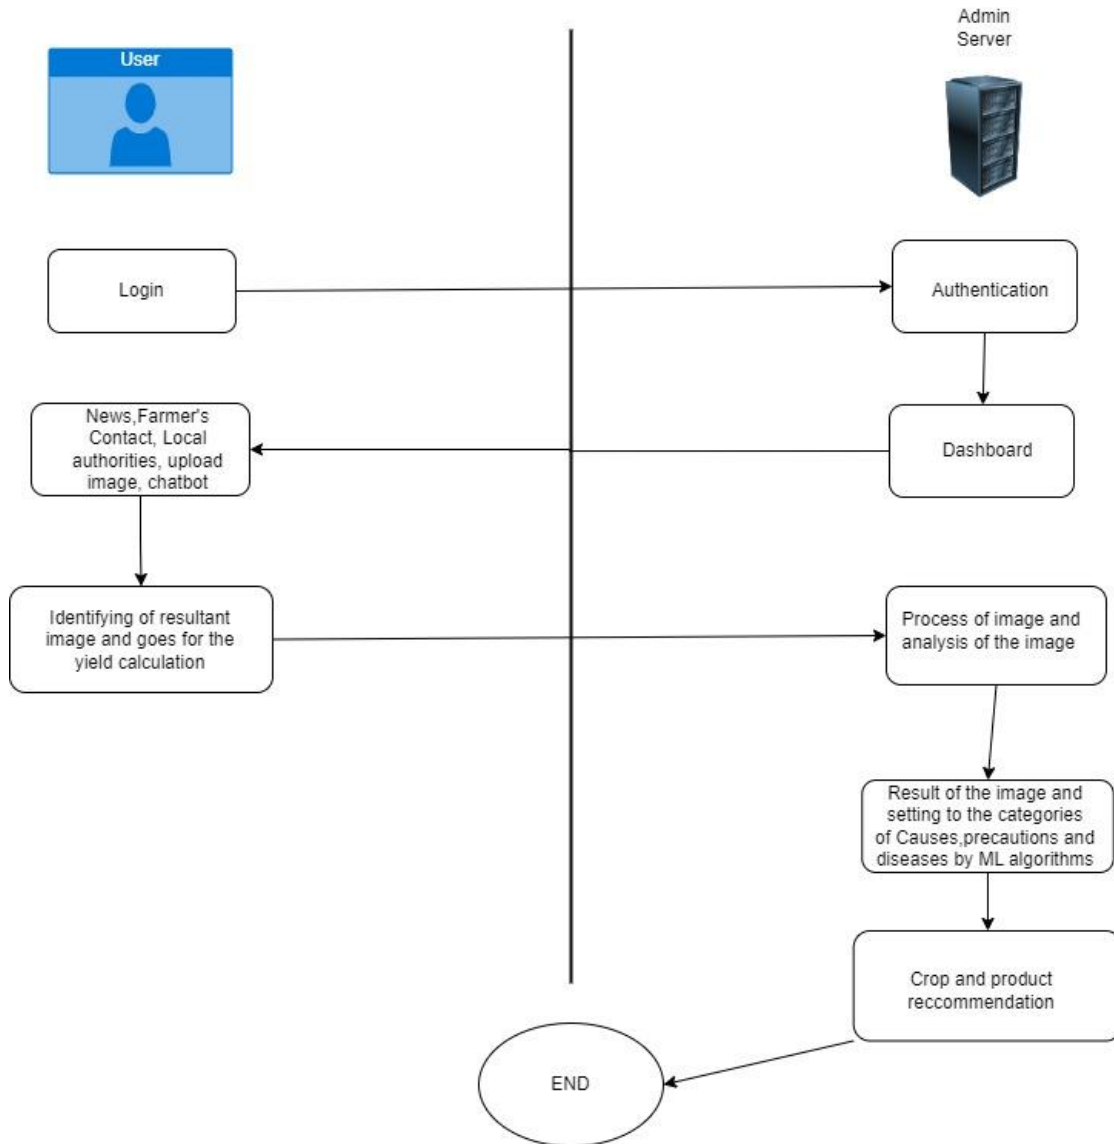 User
Admin
Server
Login
Authentication
News,Farmer's
Contact, Local
authorities, upload
image, chatbot
Dashboard
Identifying of resultant
image and goes for the
yield calculation
Process of image and
analysis of the image
Result of the image and
setting to the categories
of Causes,precautions and
diseases by ML algorithms
Crop and product
reccommendation
END